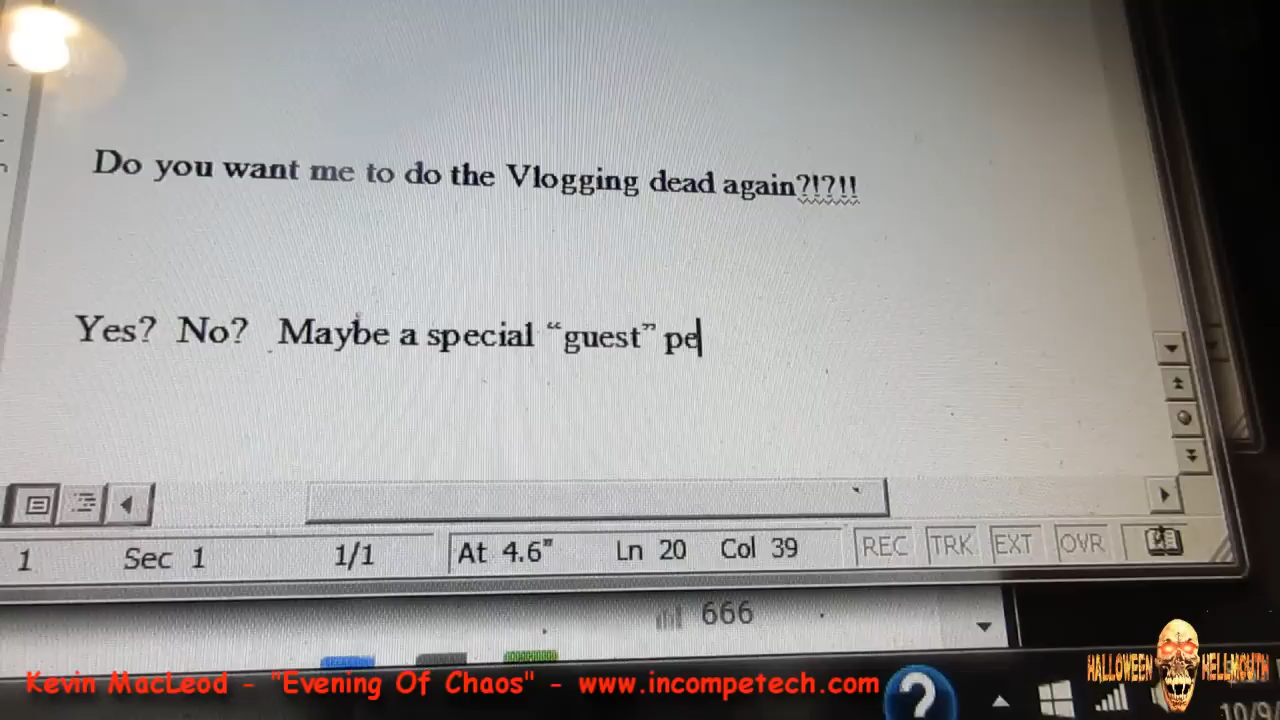 Do you want me to do the Vlogging dead again?!?!!
Yes? No? Maybe a special “guest” pe
1 Sec 1 1/1 At 4.6" Ln 20 Col 39 REC TRK EXT OVR
666
Kevin MacLeod - "Evening Of Chaos" - www.incompetech.com
?
HALLOWEEN HELLMOUTH
10/9/